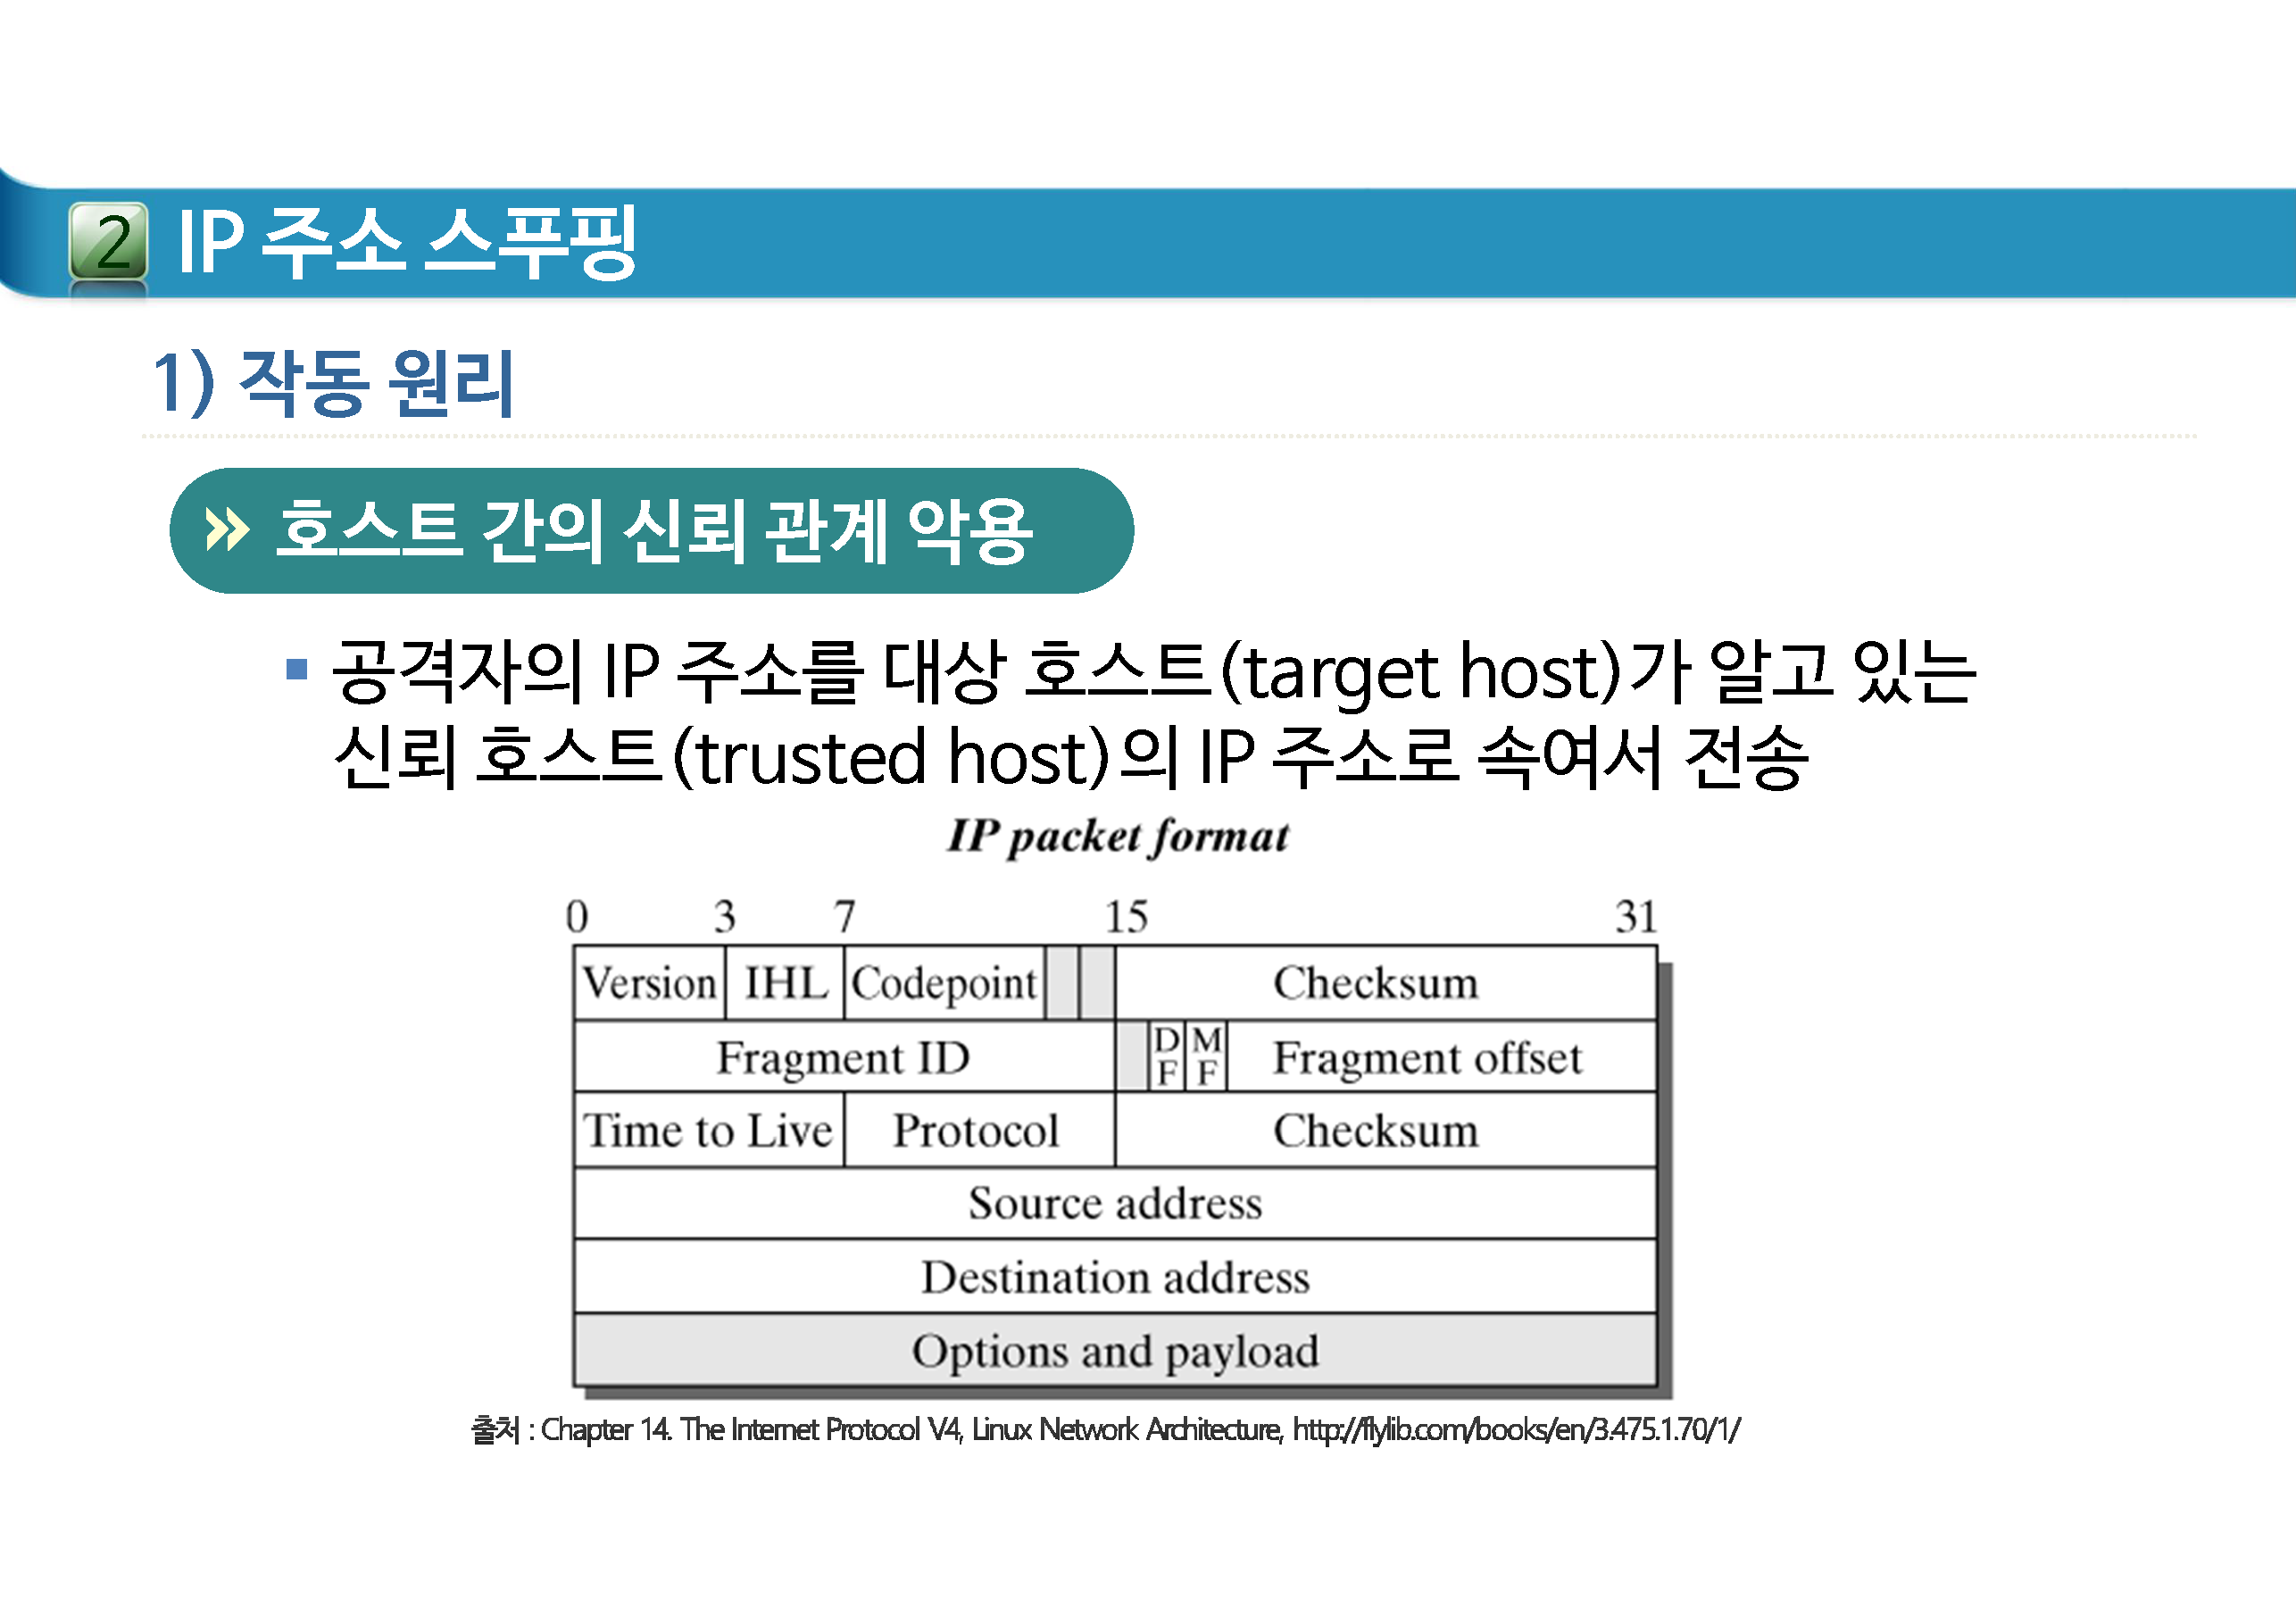 2 IP 주소 스푸핑
1) 작동 원리
» 호스트 간의 신뢰 관계 악용
▪ 공격자의 IP 주소를 대상 호스트(target host)가 알고 있는
신뢰 호스트(trusted host)의 IP 주소로 속여서 전송
IP packet format
0 3 7 15 31
Version IHL Codepoint Checksum
Fragment ID DF MF Fragment offset
Time to Live Protocol Checksum
Source address
Destination address
Options and payload
출처 : Chapter 14. The Internet Protocol V4, Linux Network Architecture, http://flylib.com/books/en/3.475.1.70/1/